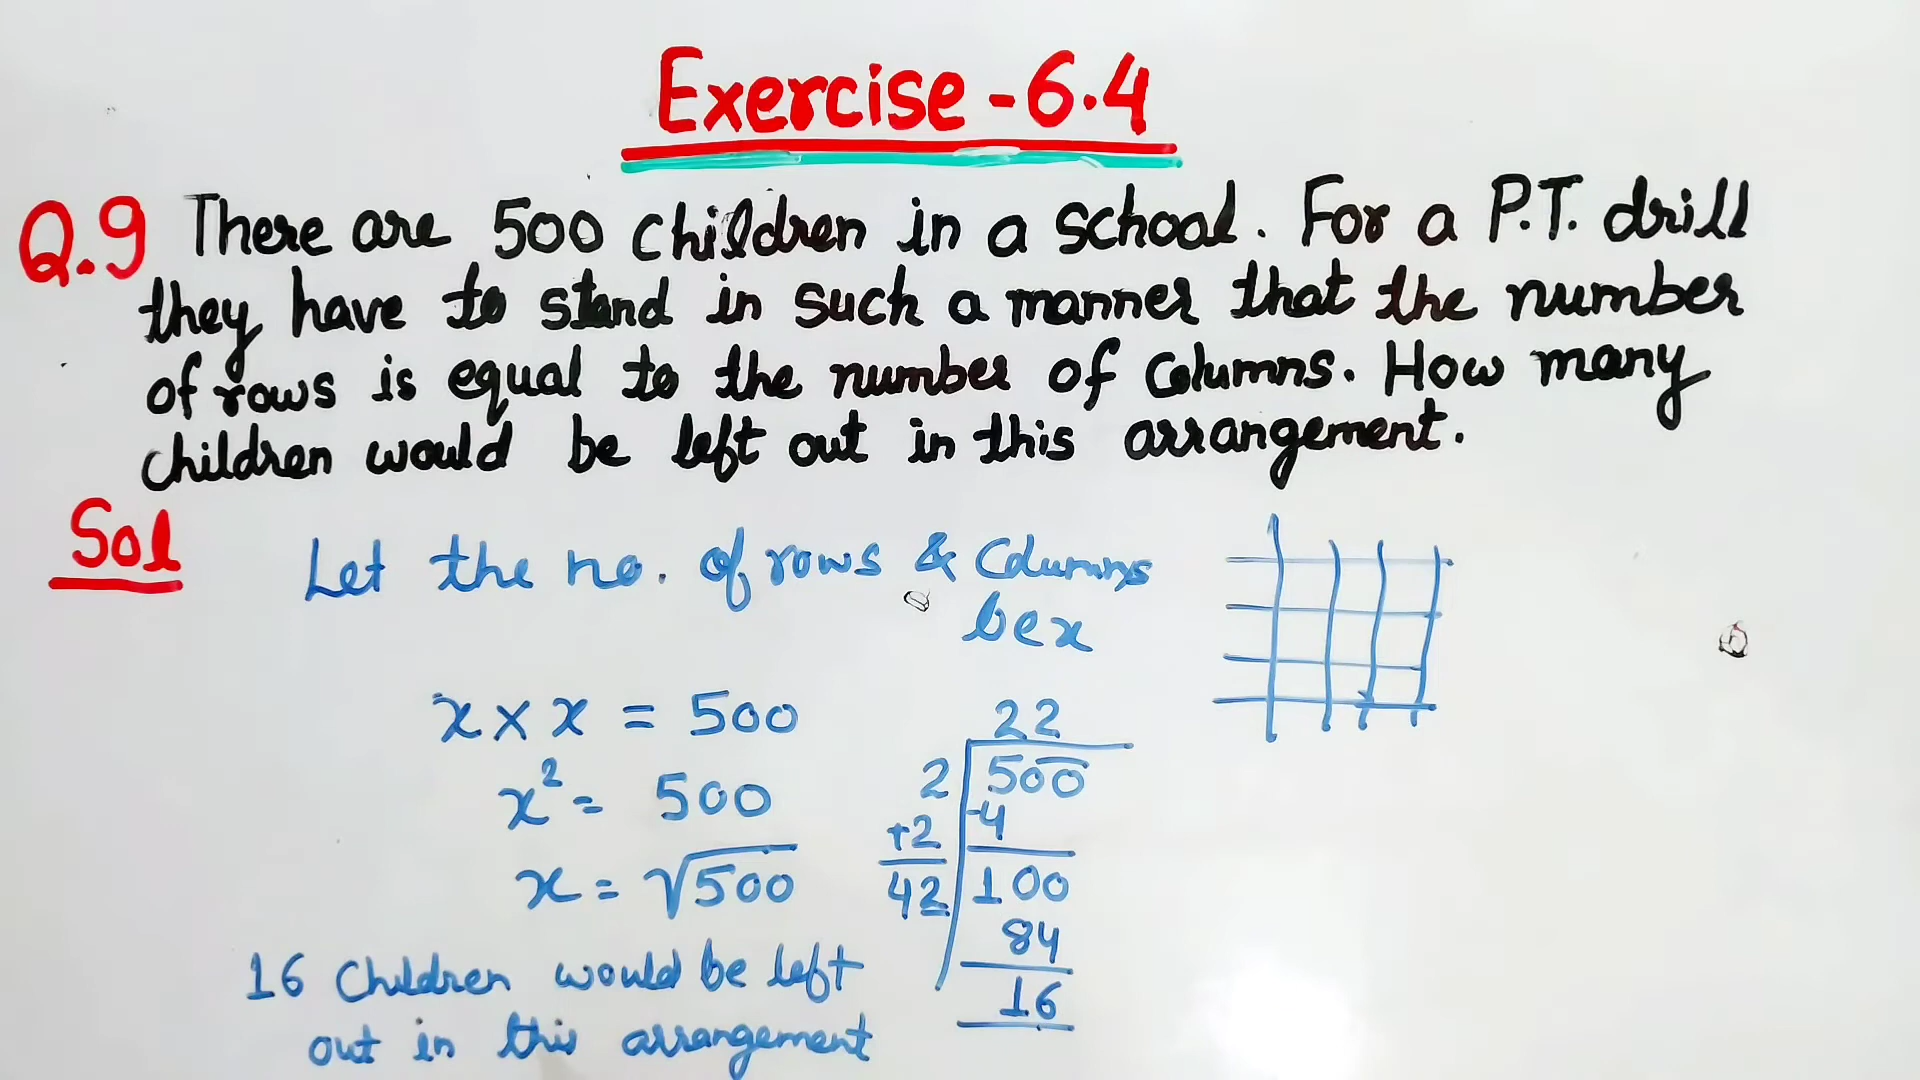 Exercise - 6.4
Q.9 There are 500 children in a school. For a P.T. drill
they have to stand in such a manner that the number
of rows is equal to the number of Columns. How many
children would be left out in this arrangement.
Sol
Let the no. of rows & Columns
be x
x × x = 500
x² = 500
x = √500
22
2 500
+2 -4
42 100
84
16
16 Children would be left
out in this arrangement